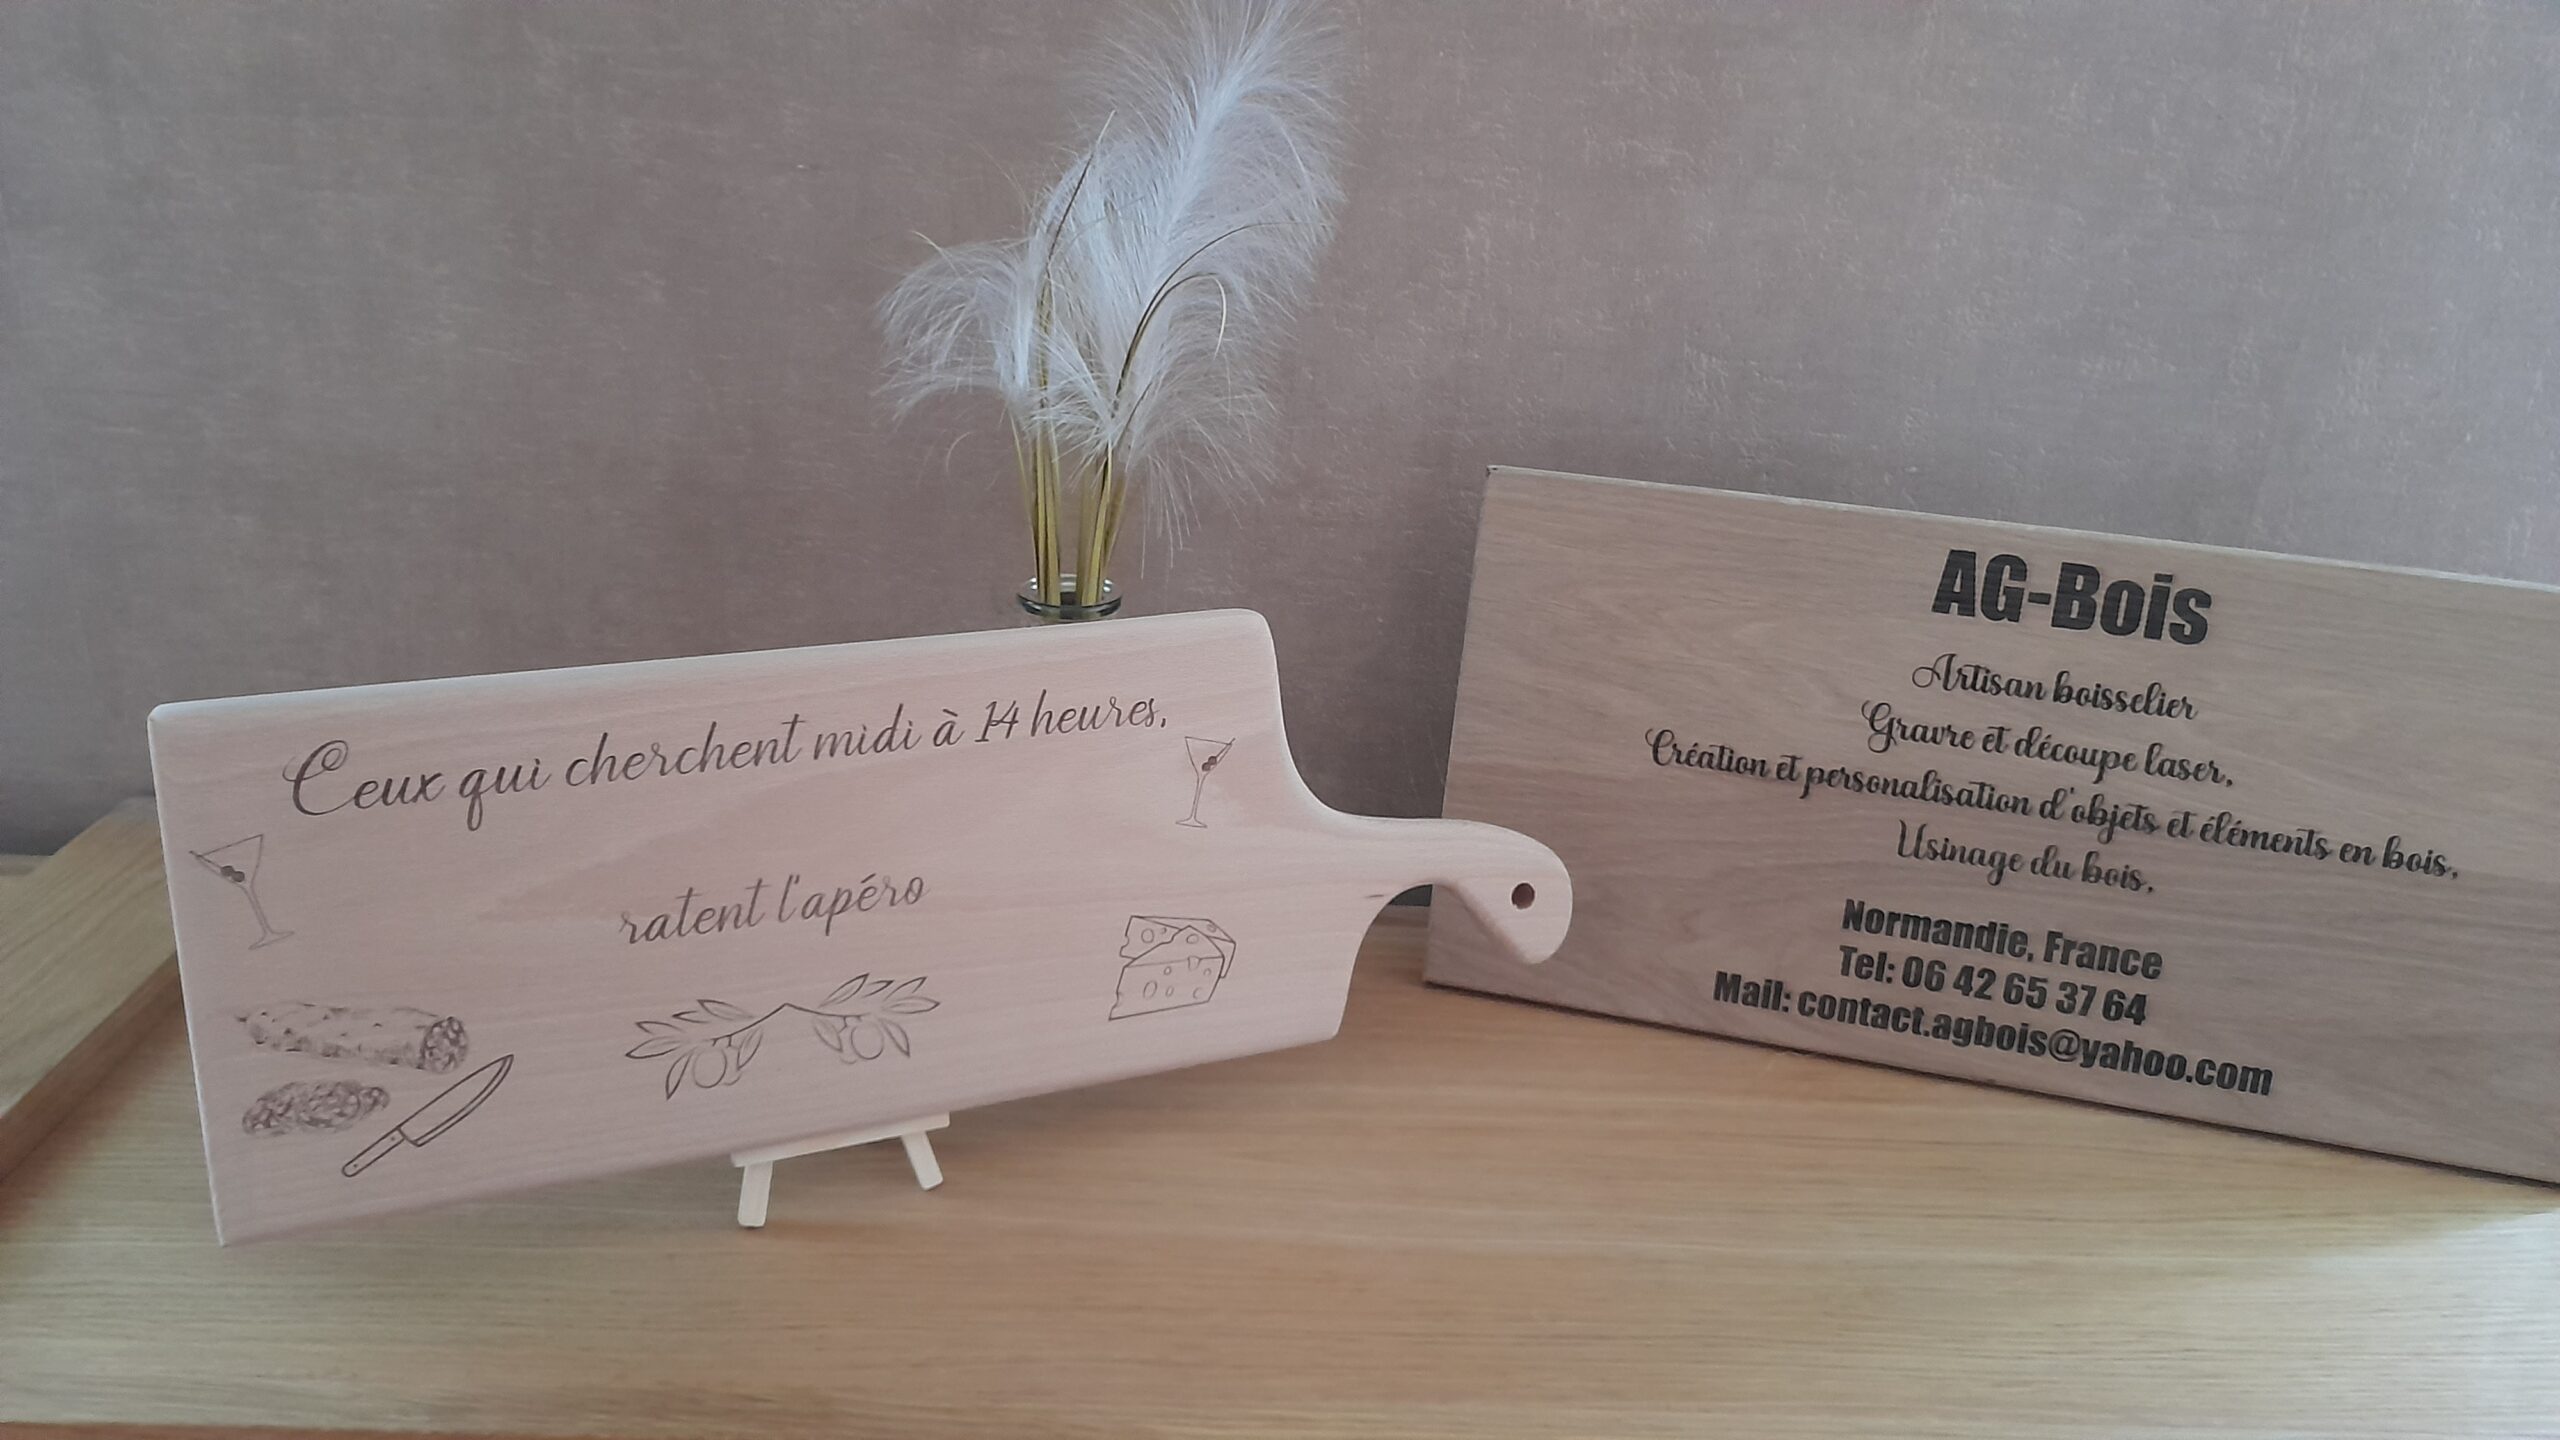 Ceux qui cherchent midi à 14 heures,
ratent l'apéro
AG-Bois
Artisan boisselier
Gravre et découpe laser,
Création et personalisation d'objets et éléments en bois,
Usinage du bois,
Normandie, France
Tel: 06 42 65 37 64
Mail: contact.agbois@yahoo.com